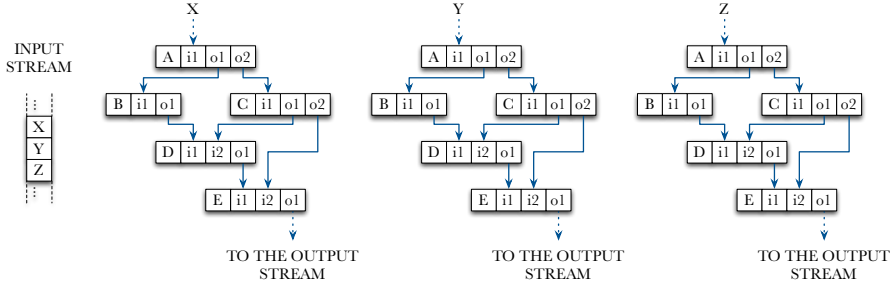 X Y Z
INPUT
STREAM
A i1 o1 o2 A i1 o1 o2 A i1 o1 o2
B i1 o1 C i1 o1 o2 B i1 o1 C i1 o1 o2 B i1 o1 C i1 o1 o2
X
Y
Z
D i1 i2 o1 D i1 i2 o1 D i1 i2 o1
E i1 i2 o1 E i1 i2 o1 E i1 i2 o1
TO THE OUTPUT TO THE OUTPUT TO THE OUTPUT
STREAM STREAM STREAM